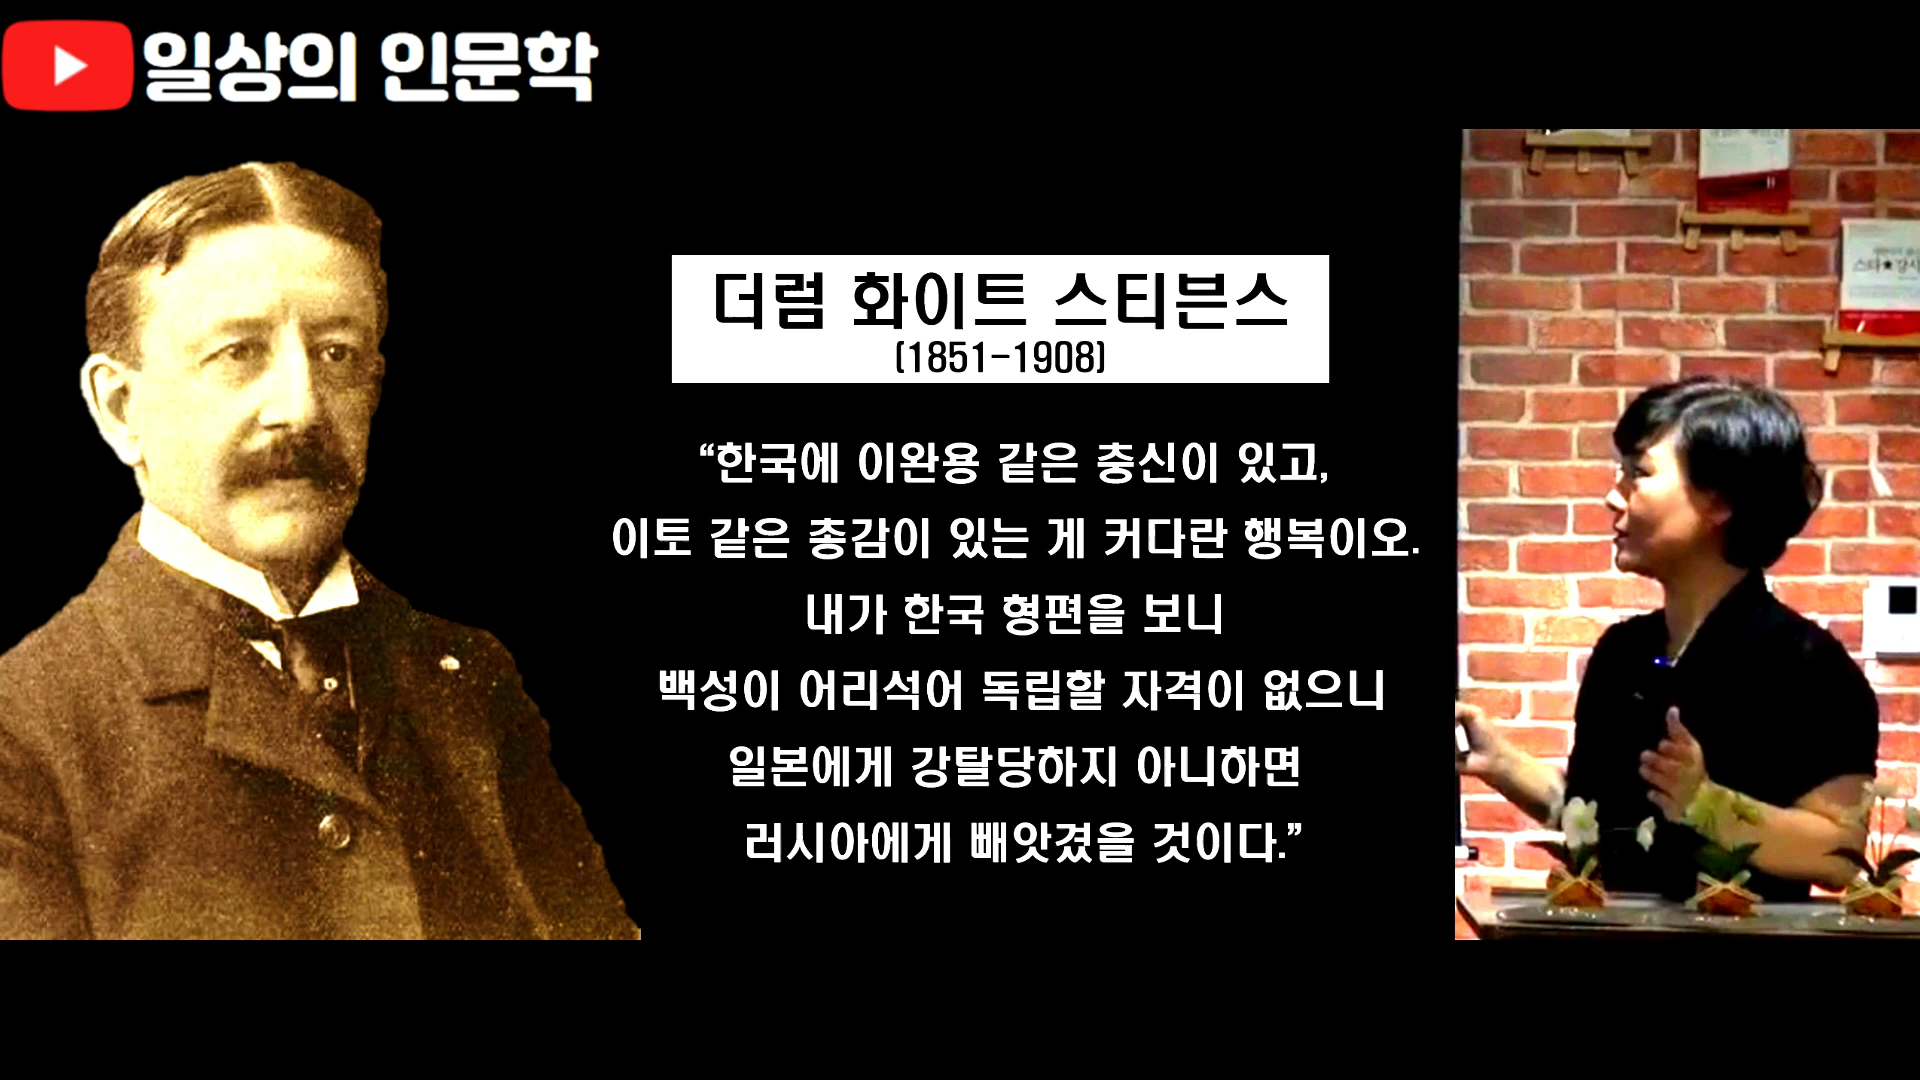 일상의 인문학
더럼 화이트 스티븐스
(1851-1908)
“한국에 이완용 같은 충신이 있고,
이토 같은 총감이 있는 게 커다란 행복이오.
내가 한국 형편을 보니
백성이 어리석어 독립할 자격이 없으니
일본에게 강탈당하지 아니하면
러시아에게 빼앗겼을 것이다.”
스타★강사